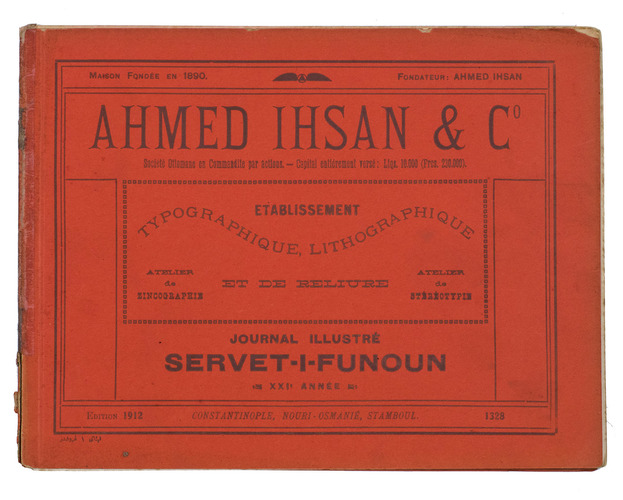 MAISON FONDÉE EN 1890. FONDATEUR: AHMED IHSAN
AHMED IHSAN & Cº
Société Ottomane en Commandite par Actions. — Capital entièrement versé: Ltqs. 10,000 (Frcs. 230.000).
ETABLISSEMENT
TYPOGRAPHIQUE, LITHOGRAPHIQUE
ATELIER de ZINCOGRAPHIE
ET DE RELIURE
ATELIER de STÉRÉOTYPIE
JOURNAL ILLUSTRÉ
SERVET-I-FUNOUN
XXIe ANNÉE
EDITION 1912 CONSTANTINOPLE, NOURI-OSMANIÉ, STAMBOUL. 1328